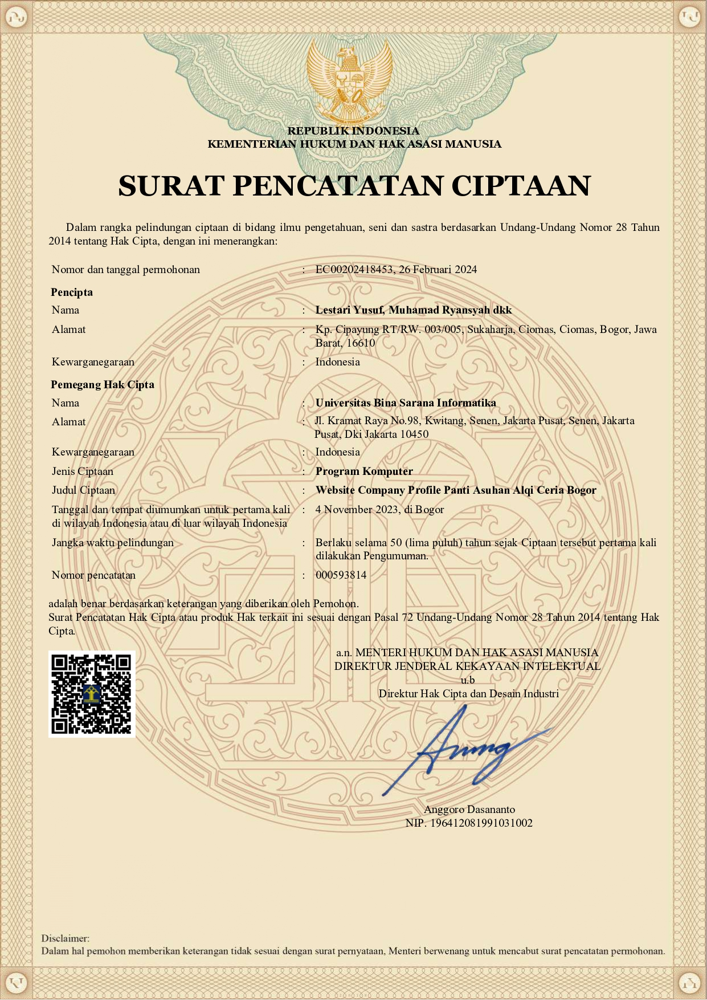 REPUBLIK INDONESIA
KEMENTERIAN HUKUM DAN HAK ASASI MANUSIA
SURAT PENCATATAN CIPTAAN
Dalam rangka pelindungan ciptaan di bidang ilmu pengetahuan, seni dan sastra berdasarkan Undang-Undang Nomor 28 Tahun
2014 tentang Hak Cipta, dengan ini menerangkan:
Nomor dan tanggal permohonan : EC00202418453, 26 Februari 2024
Pencipta
Nama : Lestari Yusuf, Muhamad Ryansyah dkk
Alamat : Kp. Cipayung RT/RW. 003/005, Sukaharja, Ciomas, Ciomas, Bogor, Jawa
Barat, 16610
Kewarganegaraan : Indonesia
Pemegang Hak Cipta
Nama : Universitas Bina Sarana Informatika
Alamat : Jl. Kramat Raya No.98, Kwitang, Senen, Jakarta Pusat, Senen, Jakarta
Pusat, Dki Jakarta 10450
Kewarganegaraan : Indonesia
Jenis Ciptaan : Program Komputer
Judul Ciptaan : Website Company Profile Panti Asuhan Alqi Ceria Bogor
Tanggal dan tempat diumumkan untuk pertama kali : 4 November 2023, di Bogor
di wilayah Indonesia atau di luar wilayah Indonesia
Jangka waktu pelindungan : Berlaku selama 50 (lima puluh) tahun sejak Ciptaan tersebut pertama kali
dilakukan Pengumuman.
Nomor pencatatan : 000593814
adalah benar berdasarkan keterangan yang diberikan oleh Pemohon.
Surat Pencatatan Hak Cipta atau produk Hak terkait ini sesuai dengan Pasal 72 Undang-Undang Nomor 28 Tahun 2014 tentang Hak
Cipta.
a.n. MENTERI HUKUM DAN HAK ASASI MANUSIA
DIREKTUR JENDERAL KEKAYAAN INTELEKTUAL
u.b
Direktur Hak Cipta dan Desain Industri
Anggoro Dasananto
NIP. 196412081991031002
Disclaimer:
Dalam hal pemohon memberikan keterangan tidak sesuai dengan surat pernyataan, Menteri berwenang untuk mencabut surat pencatatan permohonan.